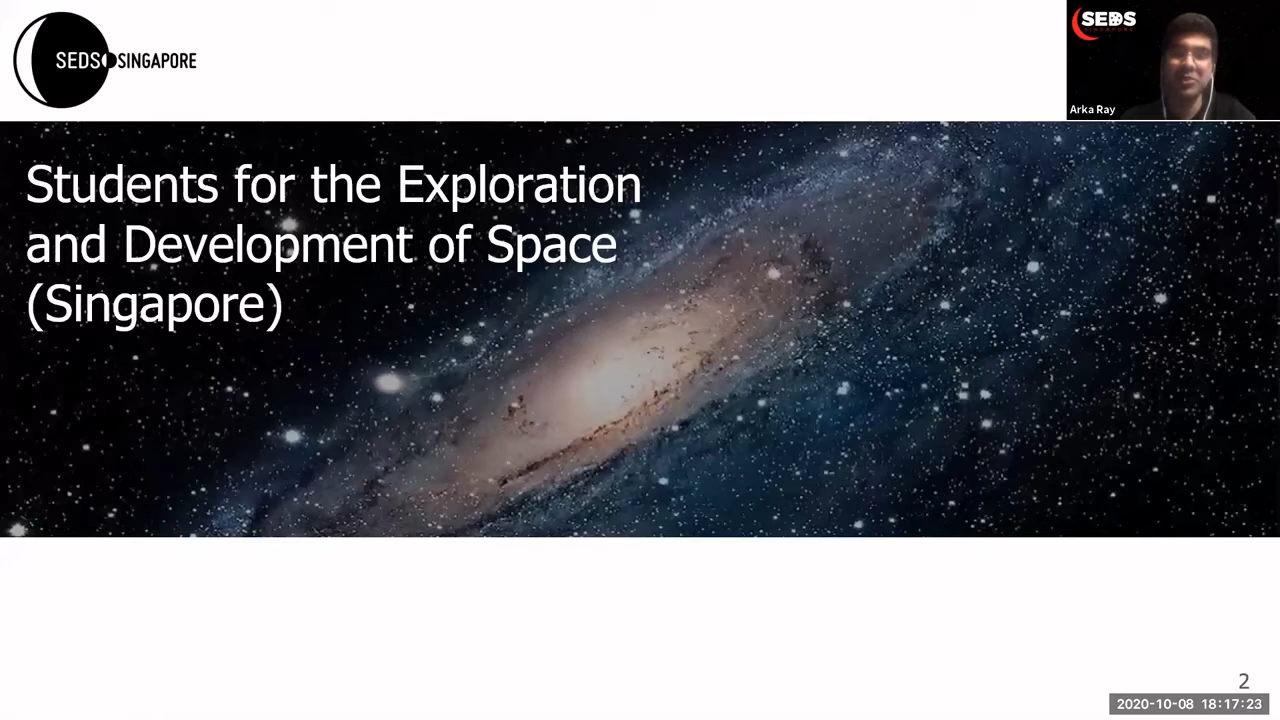 SEDS SINGAPORE
SEDS
SINGAPORE
Arka Ray
Students for the Exploration
and Development of Space
(Singapore)
2
2020-10-08 18:17:23